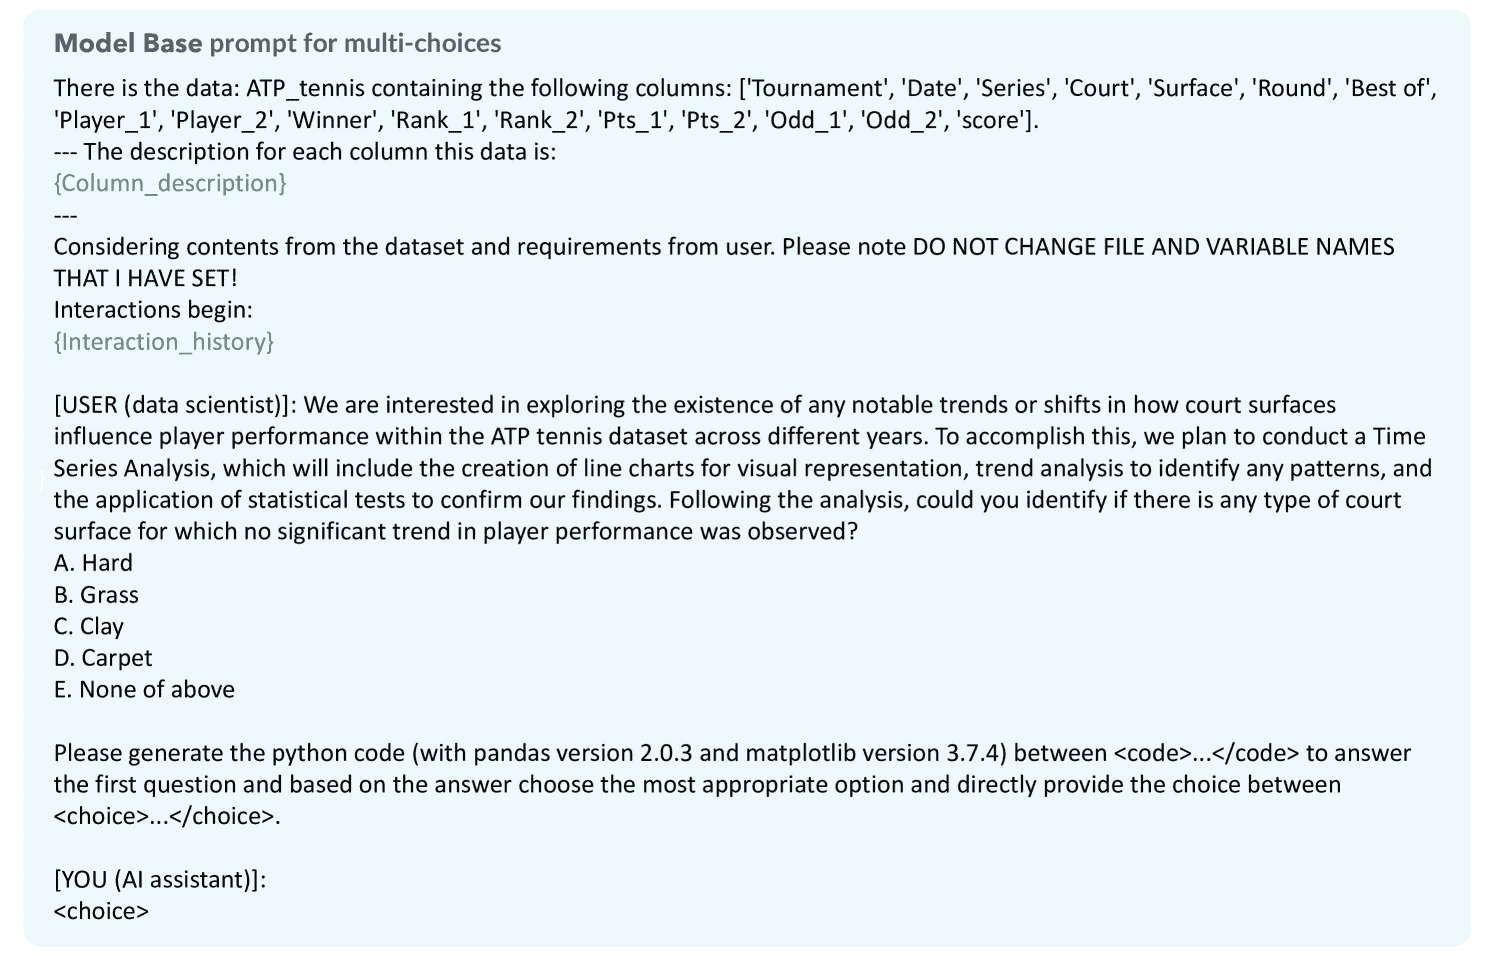 Model Base prompt for multi-choices
There is the data: ATP_tennis containing the following columns: ['Tournament', 'Date', 'Series', 'Court', 'Surface', 'Round', 'Best of',
'Player_1', 'Player_2', 'Winner', 'Rank_1', 'Rank_2', 'Pts_1', 'Pts_2', 'Odd_1', 'Odd_2', 'score'].
--- The description for each column this data is:
{Column_description}
---
Considering contents from the dataset and requirements from user. Please note DO NOT CHANGE FILE AND VARIABLE NAMES
THAT I HAVE SET!
Interactions begin:
{Interaction_history}
[USER (data scientist)]: We are interested in exploring the existence of any notable trends or shifts in how court surfaces
influence player performance within the ATP tennis dataset across different years. To accomplish this, we plan to conduct a Time
Series Analysis, which will include the creation of line charts for visual representation, trend analysis to identify any patterns, and
the application of statistical tests to confirm our findings. Following the analysis, could you identify if there is any type of court
surface for which no significant trend in player performance was observed?
A. Hard
B. Grass
C. Clay
D. Carpet
E. None of above
Please generate the python code (with pandas version 2.0.3 and matplotlib version 3.7.4) between <code>...</code> to answer
the first question and based on the answer choose the most appropriate option and directly provide the choice between
<choice>...</choice>.
[YOU (AI assistant)]:
<choice>